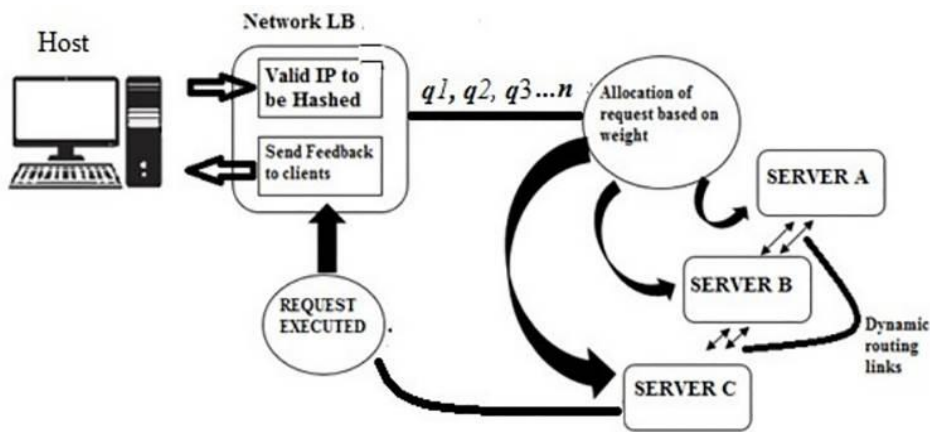 Network LB
Host
Valid IP to
be Hashed
Send Feedback
to clients
q1, q2, q3...n
Allocation of
request based on
weight
SERVER A
SERVER B
SERVER C
Dynamic
routing
links
REQUEST
EXECUTED